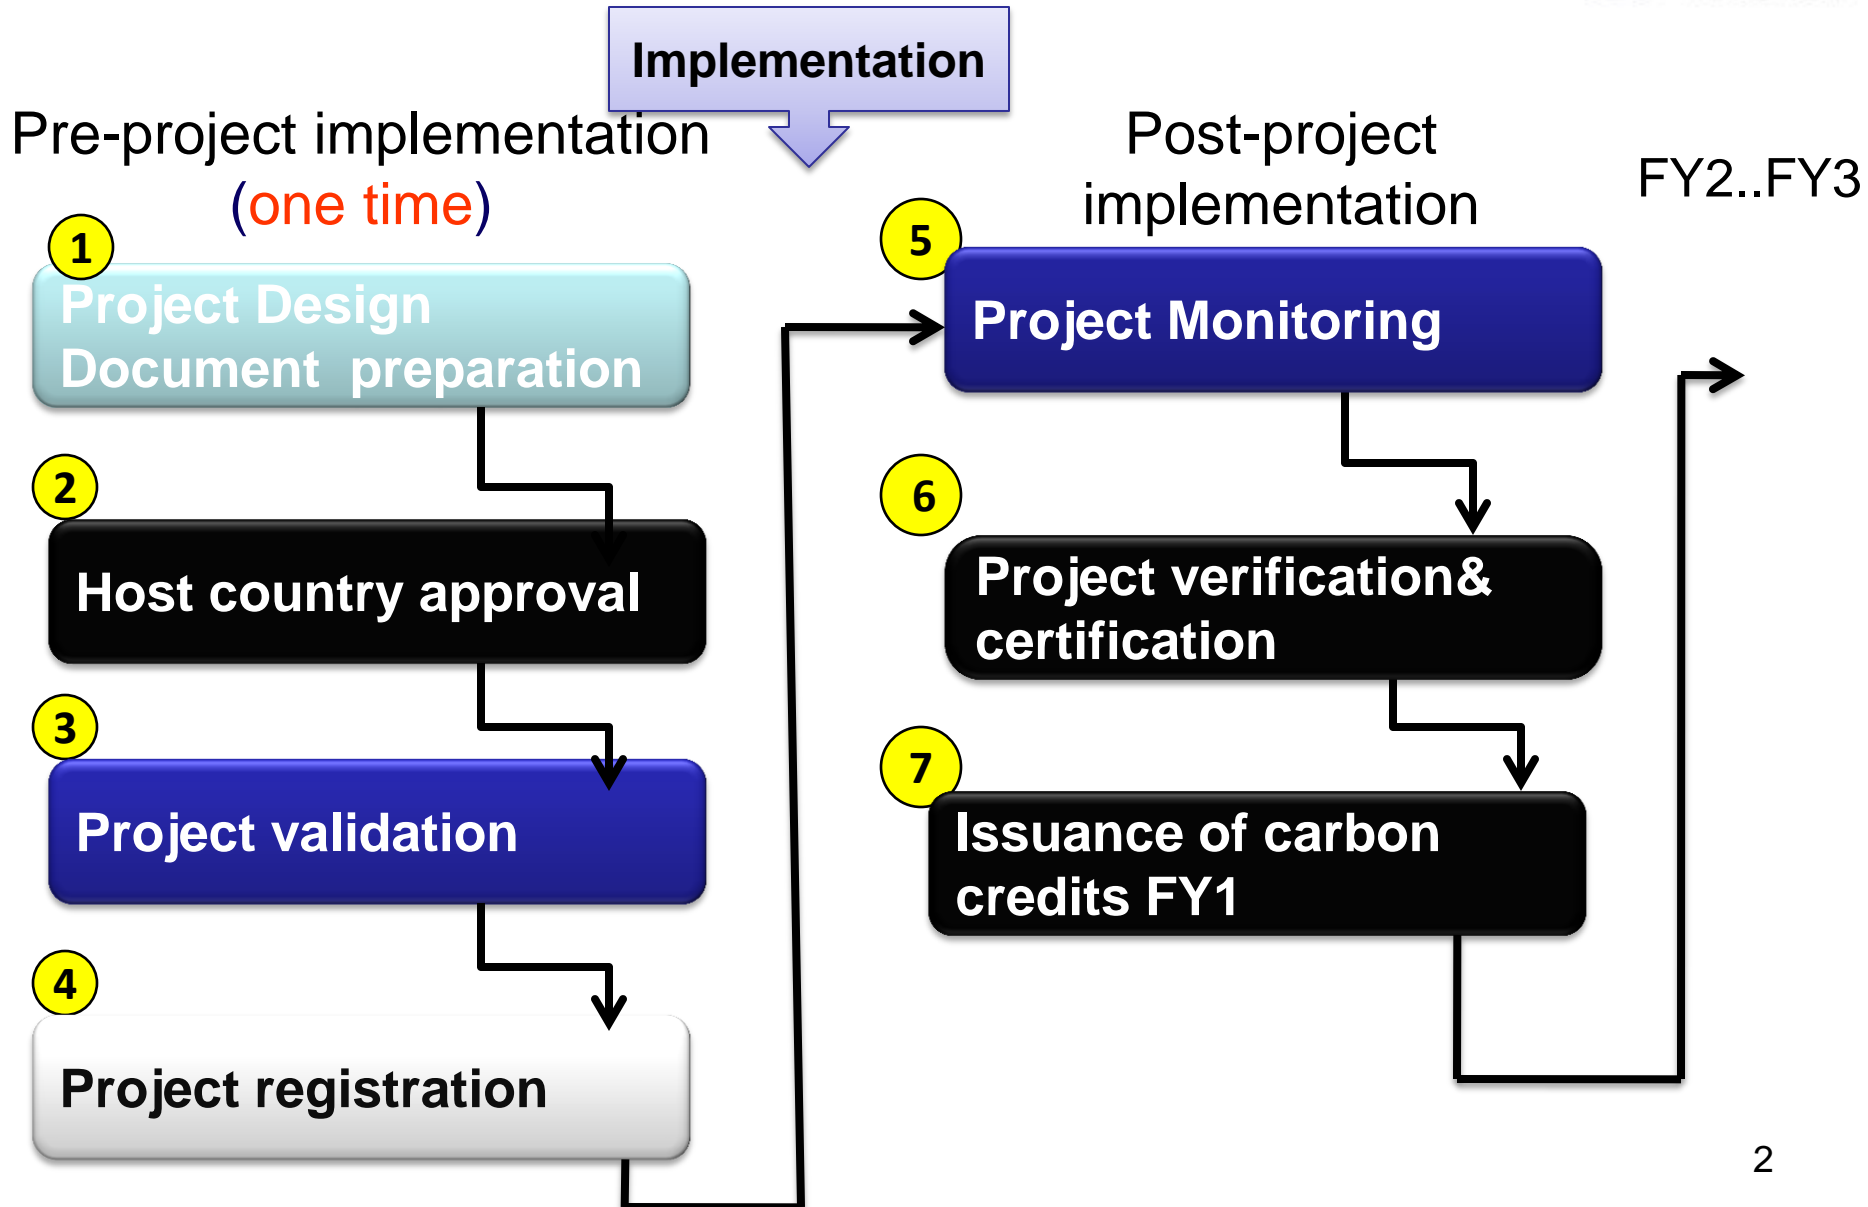 Implementation
Pre-project implementation
(one time)
1
Project Design
Document  preparation
2
Host country approval
3
Project validation
4
Project registration
Post-project
implementation
5
Project Monitoring
6
Project verification&
certification
7
Issuance of carbon
credits FY1
FY2..FY3
2